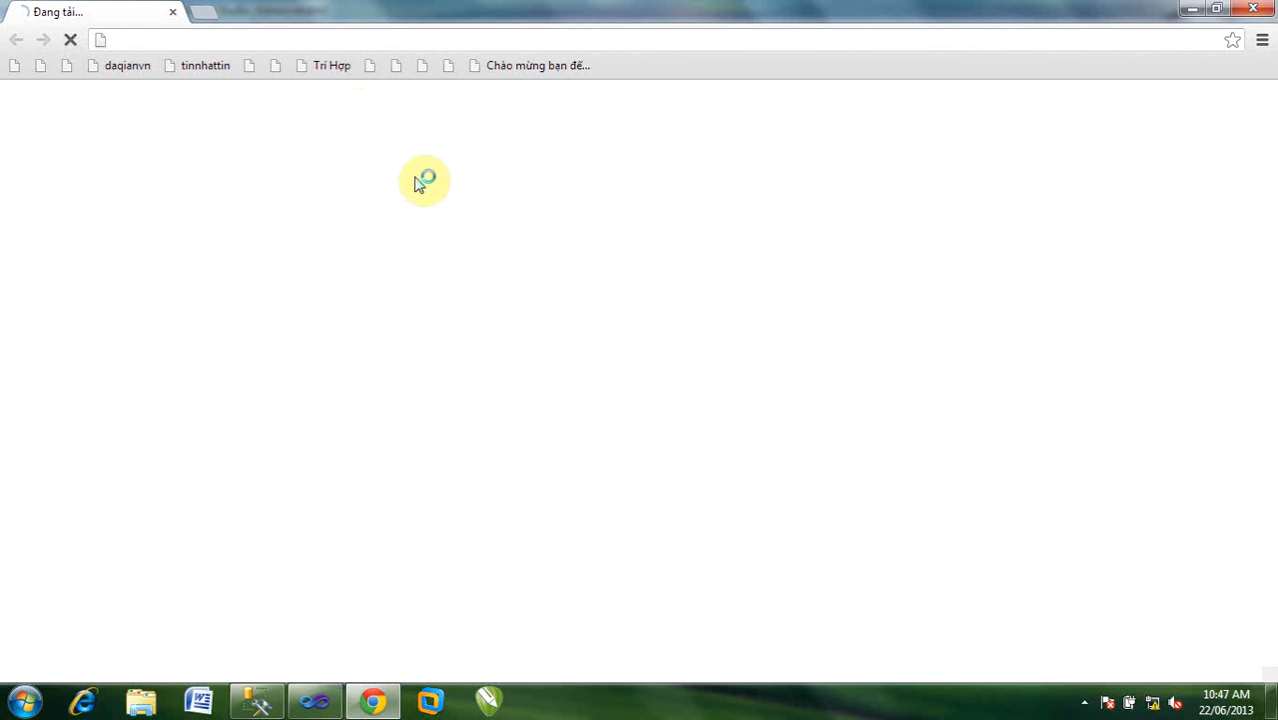 Đang tải...
daqianvn
tinnhattin
Trí Hợp
Chào mừng bạn đế...
10:47 AM
22/06/2013